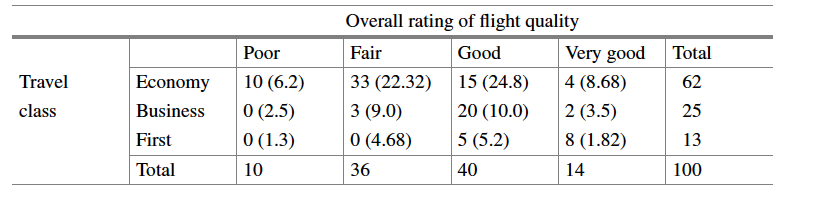 Overall rating of flight quality
Poor Fair Good Very good Total
Travel Economy 10 (6.2) 33 (22.32) 15 (24.8) 4 (8.68) 62
class Business 0 (2.5) 3 (9.0) 20 (10.0) 2 (3.5) 25
First 0 (1.3) 0 (4.68) 5 (5.2) 8 (1.82) 13
Total 10 36 40 14 100